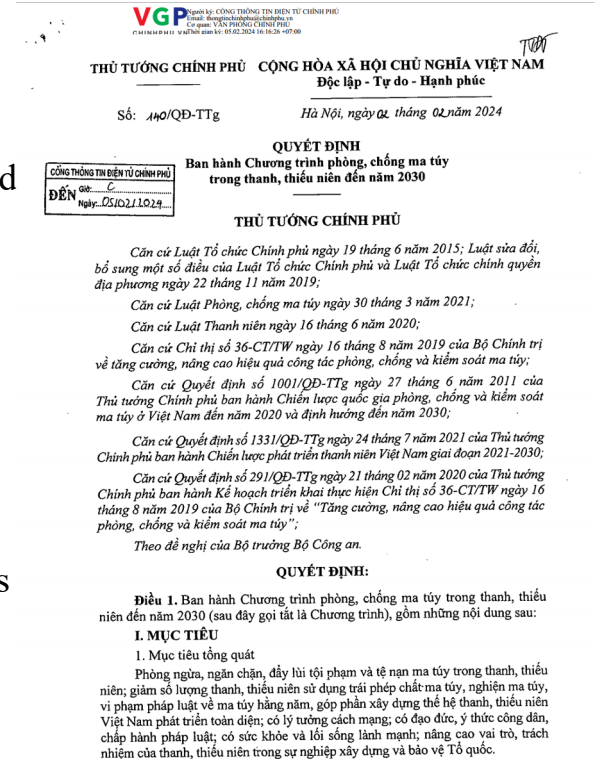 VGP
CHINHPHU.VN
Người ký: CỔNG THÔNG TIN ĐIỆN TỬ CHÍNH PHỦ
Email: thongtinchinhphu@chinhphu.vn
Cơ quan: VĂN PHÒNG CHÍNH PHỦ
Thời gian ký: 05.02.2024 16:16:26 +07:00
THỦ TƯỚNG CHÍNH PHỦ
CỘNG HÒA XÃ HỘI CHỦ NGHĨA VIỆT NAM
Độc lập - Tự do - Hạnh phúc
Số: 140/QĐ-TTg
Hà Nội, ngày 02 tháng 02 năm 2024
QUYẾT ĐỊNH
Ban hành Chương trình phòng, chống ma túy
trong thanh, thiếu niên đến năm 2030
d
CỔNG THÔNG TIN ĐIỆN TỬ CHÍNH PHỦ
ĐẾN Giờ: C
Ngày: 05/02/2024
THỦ TƯỚNG CHÍNH PHỦ
Căn cứ Luật Tổ chức Chính phủ ngày 19 tháng 6 năm 2015; Luật sửa đổi,
bổ sung một số điều của Luật Tổ chức Chính phủ và Luật Tổ chức chính quyền
địa phương ngày 22 tháng 11 năm 2019;
Căn cứ Luật Phòng, chống ma túy ngày 30 tháng 3 năm 2021;
Căn cứ Luật Thanh niên ngày 16 tháng 6 năm 2020;
Căn cứ Chỉ thị số 36-CT/TW ngày 16 tháng 8 năm 2019 của Bộ Chính trị
về tăng cường, nâng cao hiệu quả công tác phòng, chống và kiểm soát ma túy;
Căn cứ Quyết định số 1001/QĐ-TTg ngày 27 tháng 6 năm 2011 của
Thủ tướng Chính phủ ban hành Chiến lược quốc gia phòng, chống và kiểm soát
ma túy ở Việt Nam đến năm 2020 và định hướng đến năm 2030;
Căn cứ Quyết định số 1331/QĐ-TTg ngày 24 tháng 7 năm 2021 của Thủ tướng
Chính phủ ban hành Chiến lược phát triển thanh niên Việt Nam giai đoạn 2021-2030;
Căn cứ Quyết định số 291/QĐ-TTg ngày 21 tháng 02 năm 2020 của Thủ tướng
Chính phủ ban hành Kế hoạch triển khai thực hiện Chỉ thị số 36-CT/TW ngày 16
tháng 8 năm 2019 của Bộ Chính trị về “Tăng cường, nâng cao hiệu quả công tác
phòng, chống và kiểm soát ma túy”;
Theo đề nghị của Bộ trưởng Bộ Công an.
QUYẾT ĐỊNH:
s
Điều 1. Ban hành Chương trình phòng, chống ma túy trong thanh, thiếu
niên đến năm 2030 (sau đây gọi tắt là Chương trình), gồm những nội dung sau:
I. MỤC TIÊU
1. Mục tiêu tổng quát
Phòng ngừa, ngăn chặn, đẩy lùi tội phạm và tệ nạn ma túy trong thanh, thiếu
niên; giảm số lượng thanh, thiếu niên sử dụng trái phép chất ma túy, nghiện ma túy,
vi phạm pháp luật về ma túy hằng năm, góp phần xây dựng thế hệ thanh, thiếu niên
Việt Nam phát triển toàn diện; có lý tưởng cách mạng; có đạo đức, ý thức công dân,
chấp hành pháp luật; có sức khỏe và lối sống lành mạnh; nâng cao vai trò, trách
nhiệm của thanh, thiếu niên trong sự nghiệp xây dựng và bảo vệ Tổ quốc.